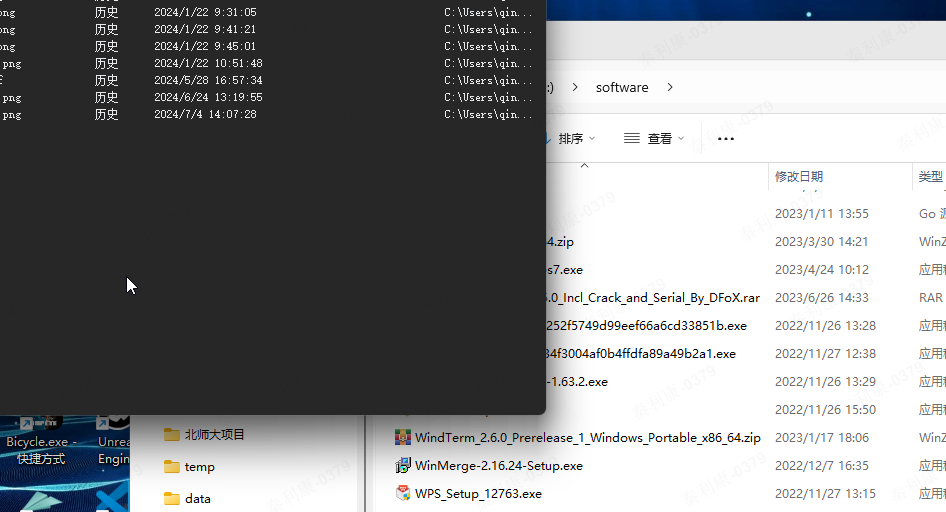 png 历史 2024/1/22 9:31:05 C:\Users\qin...
png 历史 2024/1/22 9:41:21 C:\Users\qin...
png 历史 2024/1/22 9:45:01 C:\Users\qin...
png 历史 2024/1/22 10:51:48 C:\Users\qin...
历史 2024/5/28 16:57:34 C:\Users\qin...
png 历史 2024/6/24 13:19:55 C:\Users\qin...
png 历史 2024/7/4 14:07:28 C:\Users\qin...
:) > software >
排序 查看 ...
修改日期 类型
2023/1/11 13:55 Go
4.zip 2023/3/30 14:21 WinZ
s7.exe 2023/4/24 10:12 应用
.0_Incl_Crack_and_Serial_By_DFoX.rar 2023/6/26 14:33 RAR
252f5749d99eef66a6cd33851b.exe 2022/11/26 13:28 应用
34f3004af0b4ffdfa89a49b2a1.exe 2022/11/27 12:38 应用
-1.63.2.exe 2022/11/26 13:29 应用
2022/11/26 15:50 应用
WindTerm_2.6.0_Prerelease_1_Windows_Portable_x86_64.zip 2023/1/17 18:06 WinZ
WinMerge-2.16.24-Setup.exe 2022/12/7 16:35 应用
WPS_Setup_12763.exe 2022/11/27 13:15 应用
北师大项目
temp
data
Bicycle.exe -
快捷方式
Unrea
Engin
泰利康-0379